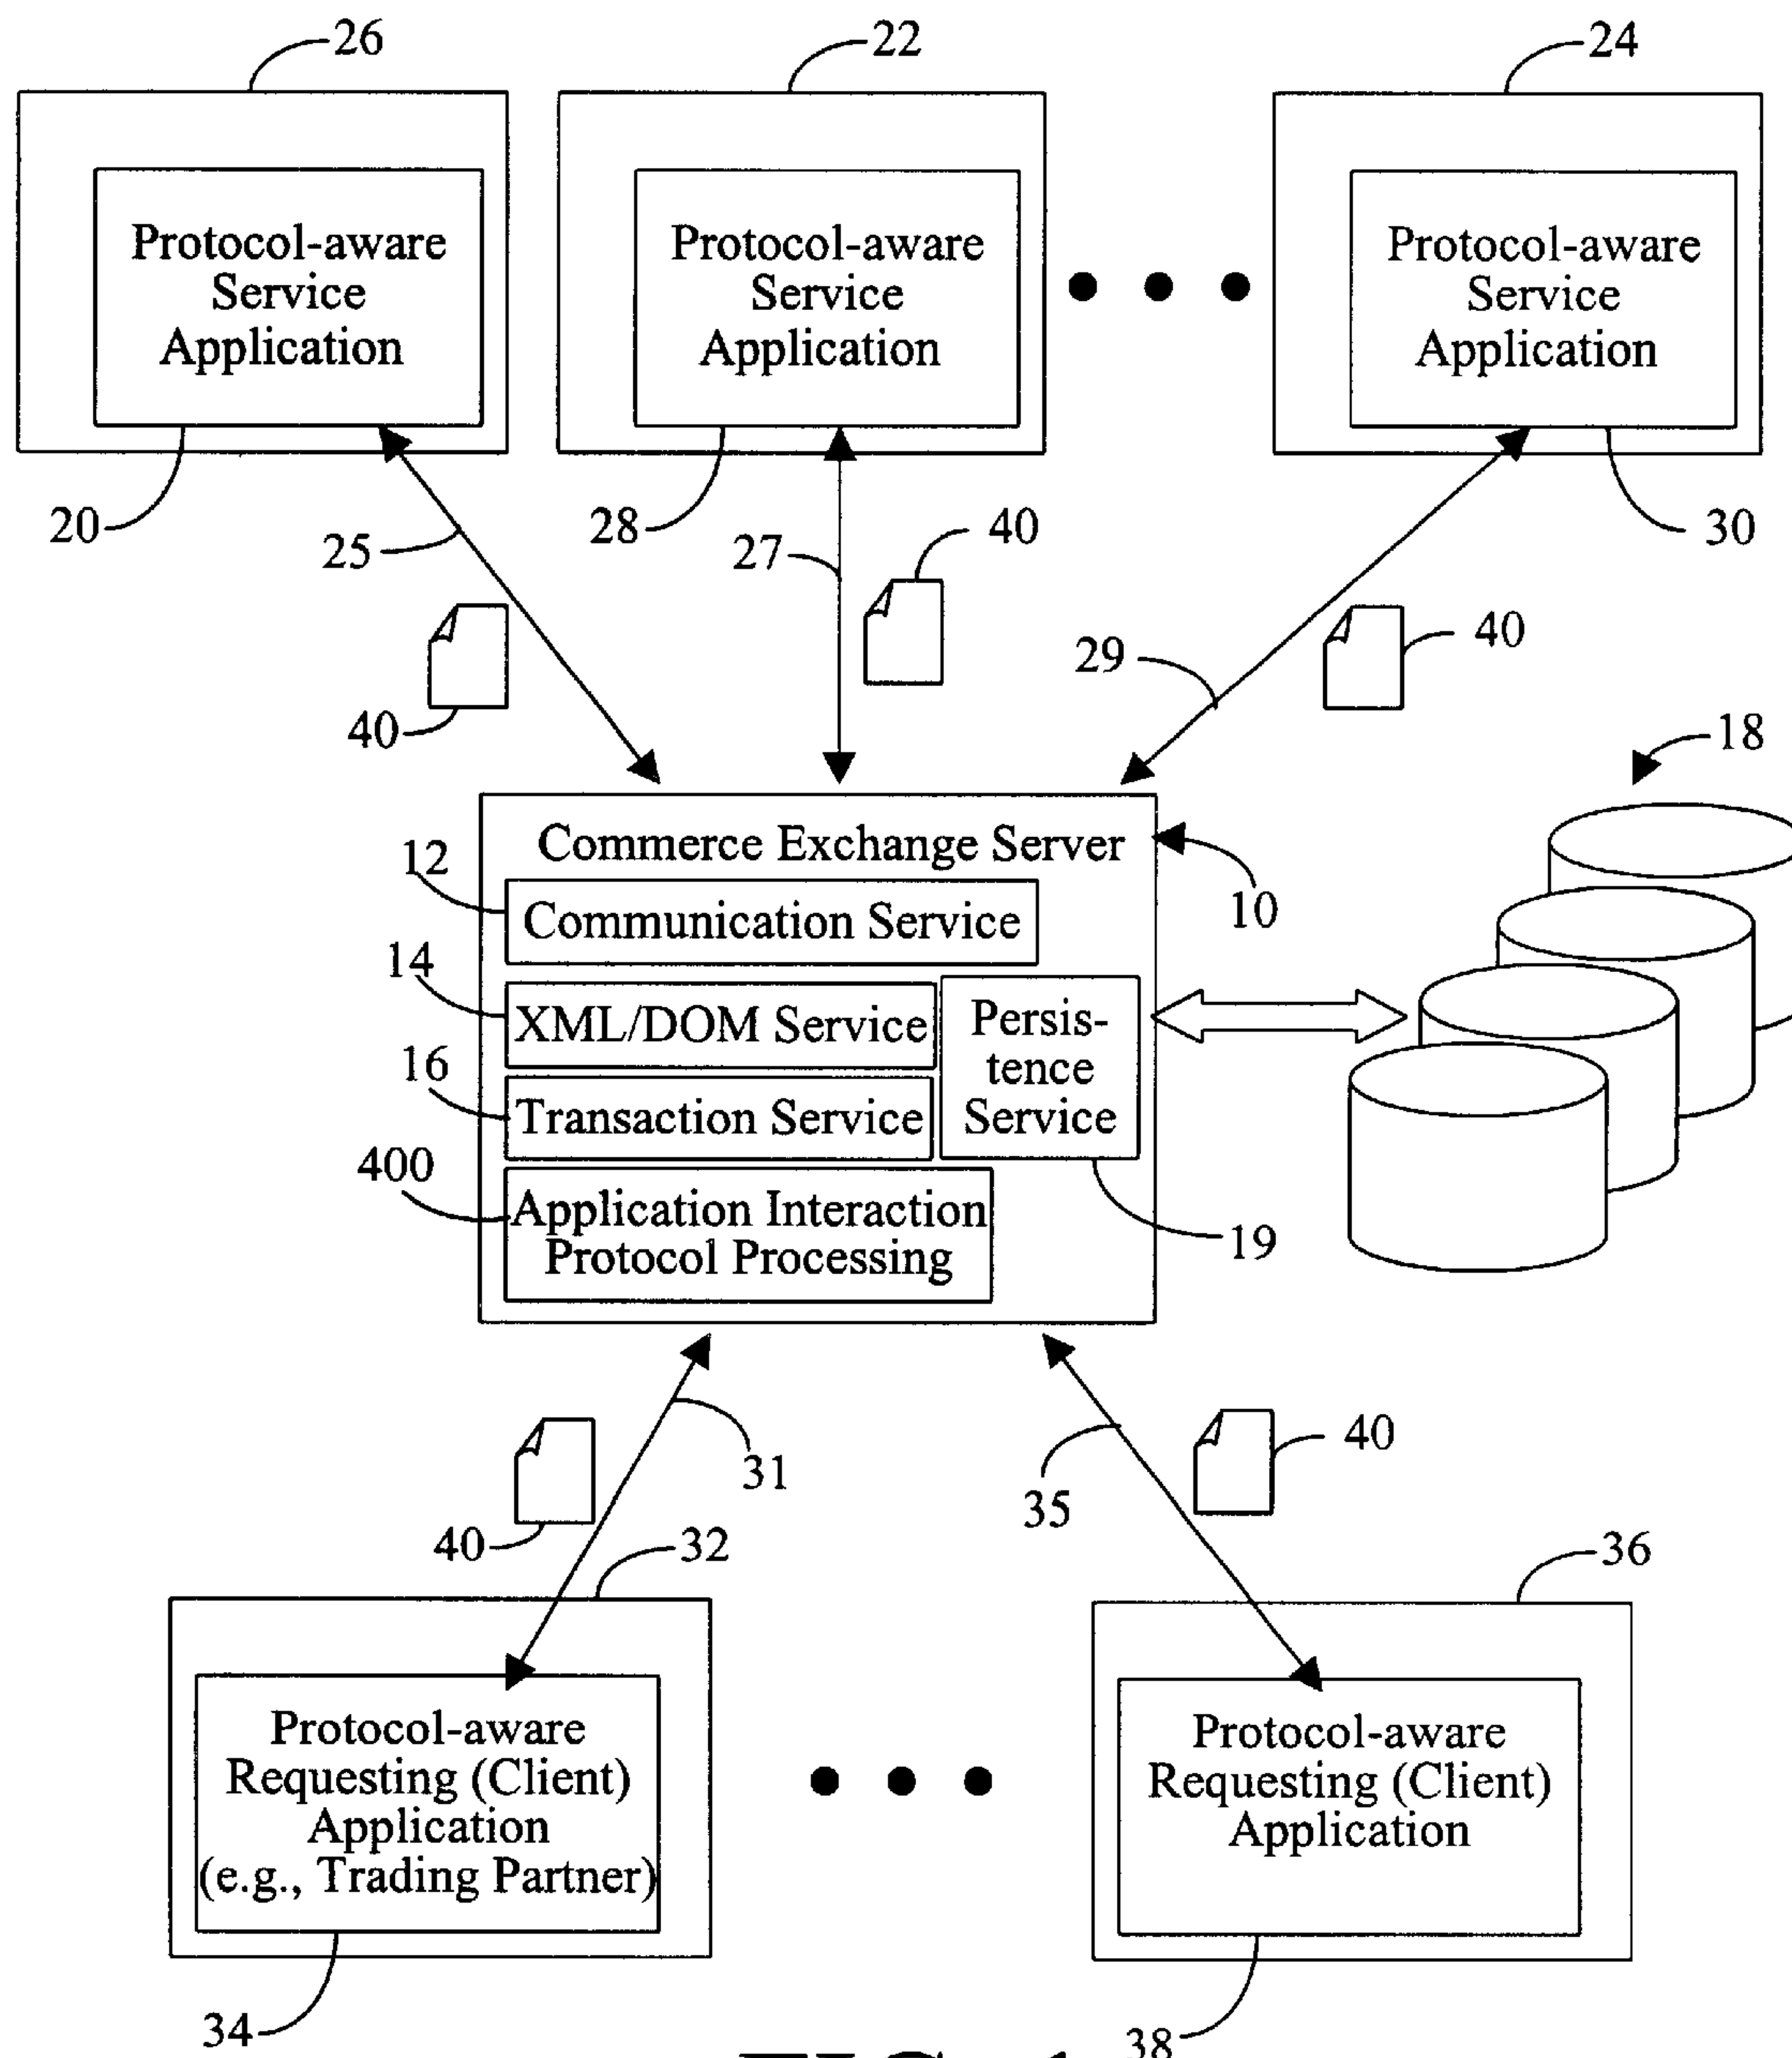 26
22
24
Protocol-aware
Service
Application
Protocol-aware
Service
Application
Protocol-aware
Service
Application
20
25
28
27
40
30
40
29
40
18
Commerce Exchange Server
10
12
Communication Service
14
XML/DOM Service
Persis-
tence
Service
16
Transaction Service
400
Application Interaction
Protocol Processing
19
31
35
40
40
32
36
Protocol-aware
Requesting (Client)
Application
(e.g., Trading Partner)
Protocol-aware
Requesting (Client)
Application
34
38